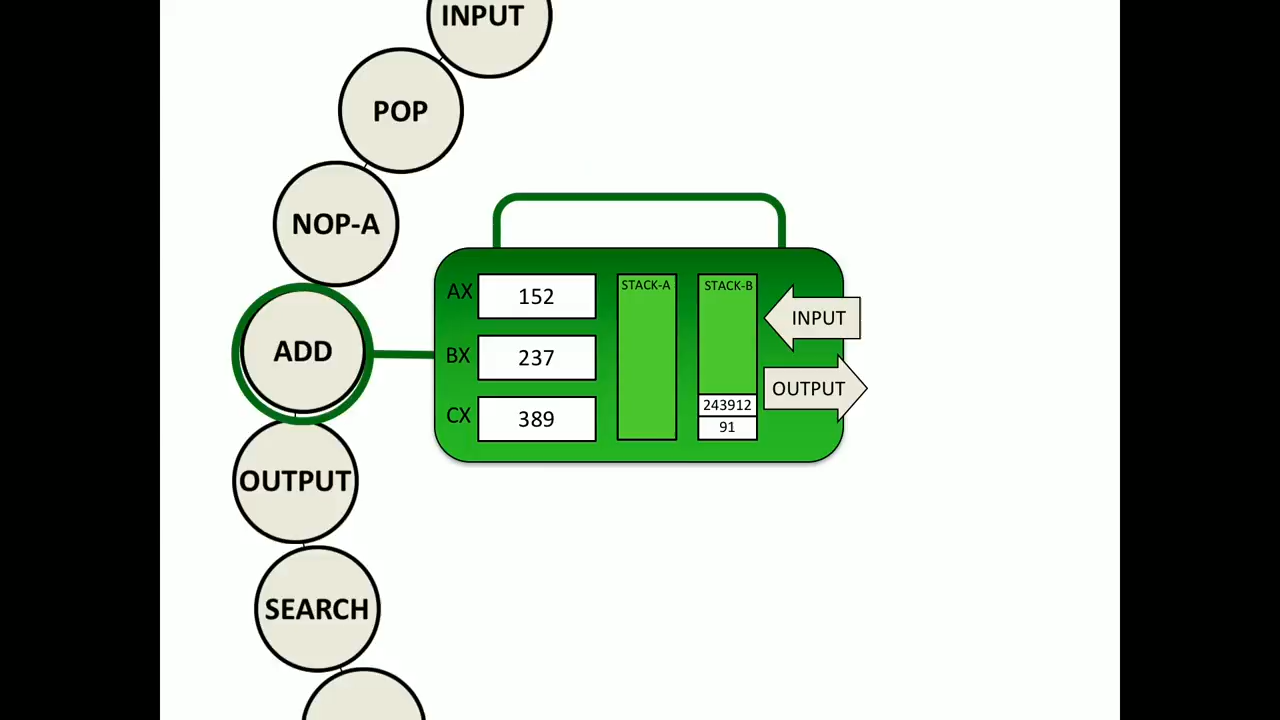 INPUT
POP
NOP-A
ADD
OUTPUT
SEARCH
AX 152
BX 237
CX 389
STACK-A
STACK-B
243912
91
INPUT
OUTPUT